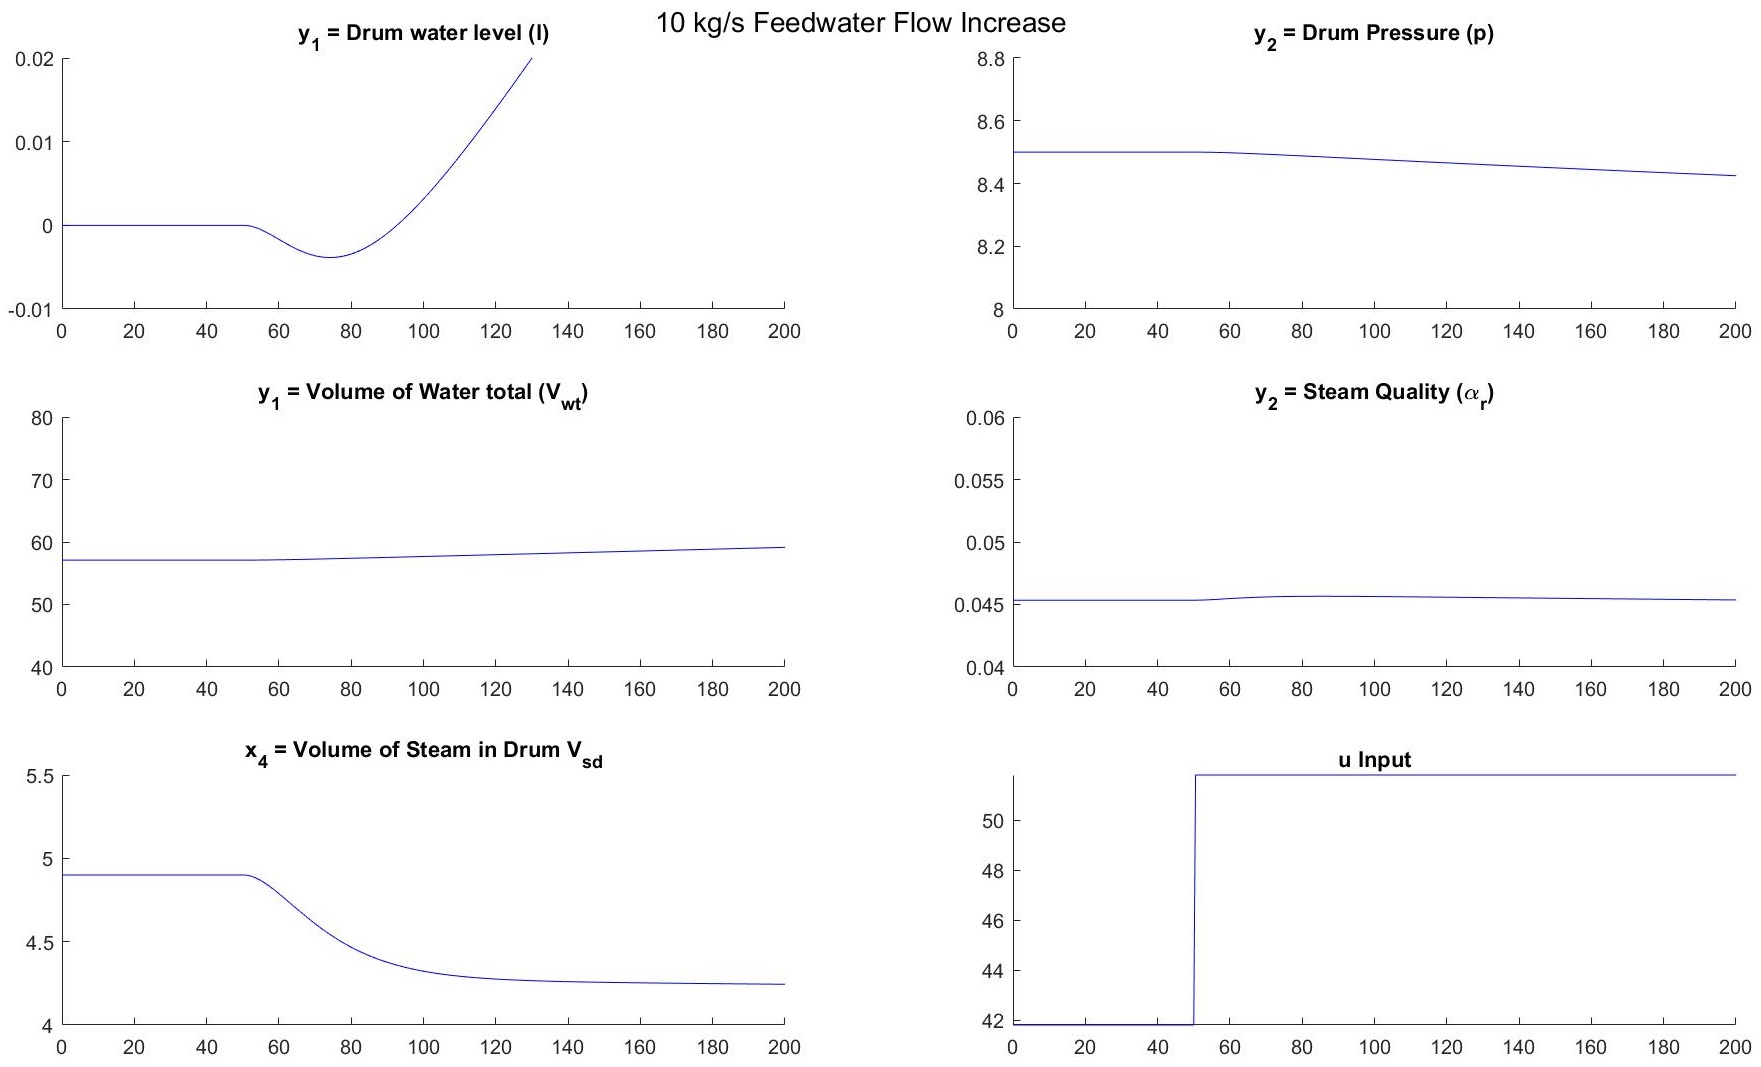 10 kg/s Feedwater Flow Increase
y₁ = Drum water level (l)
0.02
0.01
0
-0.01
0 20 40 60 80 100 120 140 160 180 200
y₂ = Drum Pressure (p)
8.8
8.6
8.4
8.2
8
0 20 40 60 80 100 120 140 160 180 200
y₁ = Volume of Water total (V_wt)
80
70
60
50
40
0 20 40 60 80 100 120 140 160 180 200
y₂ = Steam Quality (α_r)
0.06
0.055
0.05
0.045
0.04
0 20 40 60 80 100 120 140 160 180 200
x₄ = Volume of Steam in Drum V_sd
5.5
5
4.5
4
0 20 40 60 80 100 120 140 160 180 200
u Input
50
48
46
44
42
0 20 40 60 80 100 120 140 160 180 200